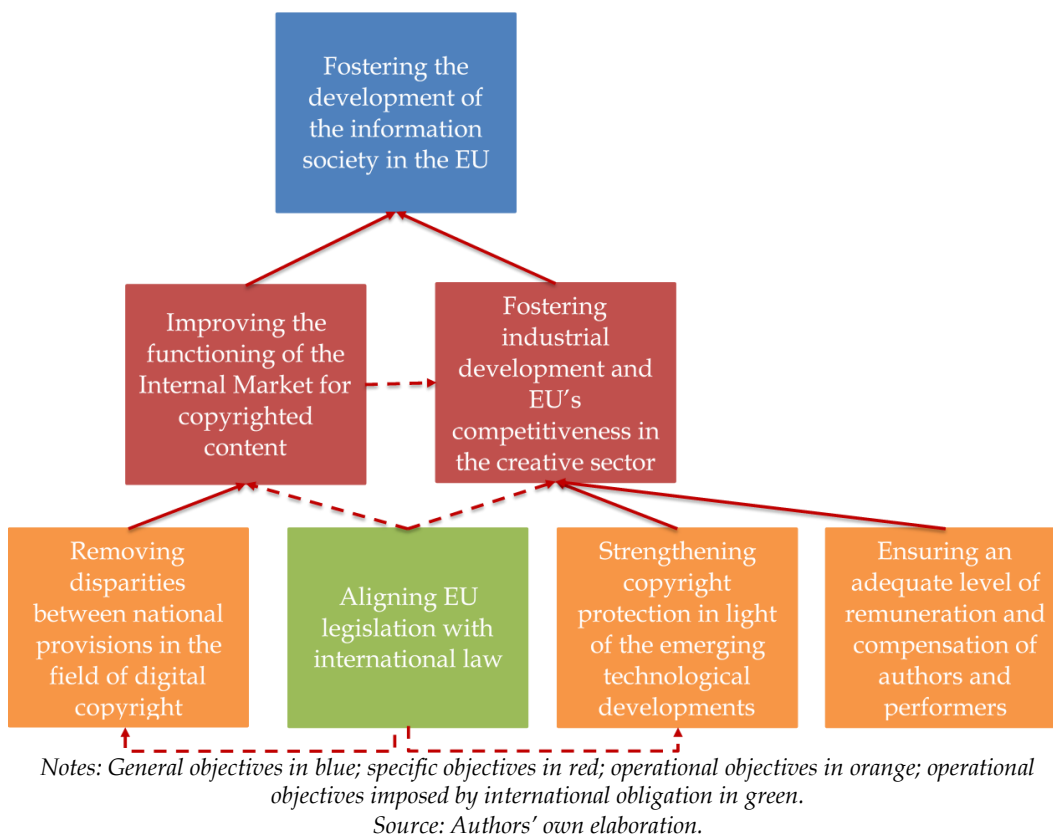 Fostering the
development of
the information
society in the EU
Improving the
functioning of the
Internal Market for
copyrighted
content
Fostering
industrial
development and
EU's
competitiveness in
the creative sector
Removing
disparities
between national
provisions in the
field of digital
copyright
Aligning EU
legislation with
international law
Strengthening
copyright
protection in light
of the emerging
technological
developments
Ensuring an
adequate level of
remuneration and
compensation of
authors and
performers
Notes: General objectives in blue; specific objectives in red; operational objectives in orange; operational
objectives imposed by international obligation in green.
Source: Authors' own elaboration.